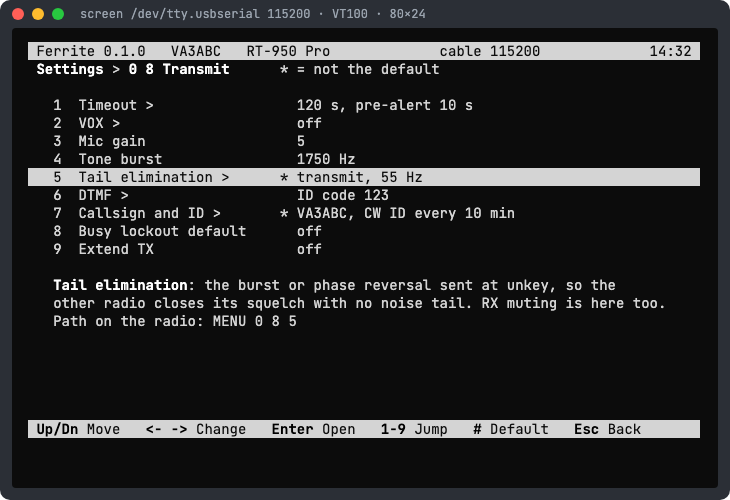 screen /dev/tty.usbserial 115200 · VT100 · 80×24
Ferrite 0.1.0 VA3ABC RT-950 Pro cable 115200 14:32
Settings > 0 8 Transmit * = not the default
1 Timeout > 120 s, pre-alert 10 s
2 VOX > off
3 Mic gain 5
4 Tone burst 1750 Hz
5 Tail elimination > * transmit, 55 Hz
6 DTMF > ID code 123
7 Callsign and ID > * VA3ABC, CW ID every 10 min
8 Busy lockout default off
9 Extend TX off
Tail elimination: the burst or phase reversal sent at unkey, so the
other radio closes its squelch with no noise tail. RX muting is here too.
Path on the radio: MENU 0 8 5
Up/Dn Move <- -> Change Enter Open 1-9 Jump # Default Esc Back